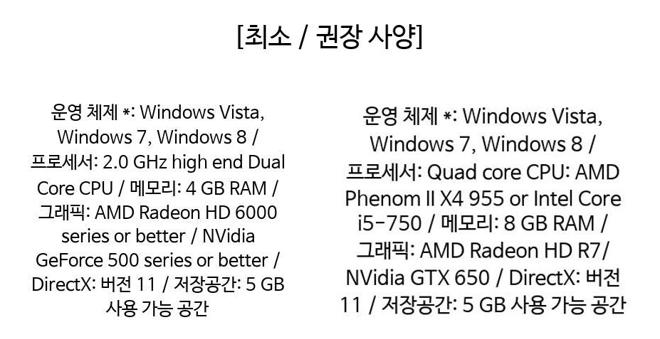 [최소 / 권장 사양]
운영 체제 *: Windows Vista,
Windows 7, Windows 8 /
프로세서: 2.0 GHz high end Dual
Core CPU / 메모리: 4 GB RAM /
그래픽: AMD Radeon HD 6000
series or better / NVidia
GeForce 500 series or better /
DirectX: 버전 11 / 저장공간: 5 GB
사용 가능 공간
운영 체제 *: Windows Vista,
Windows 7, Windows 8 /
프로세서: Quad core CPU: AMD
Phenom II X4 955 or Intel Core
i5-750 / 메모리: 8 GB RAM /
그래픽: AMD Radeon HD R7/
NVidia GTX 650 / DirectX: 버전
11 / 저장공간: 5 GB 사용 가능 공간